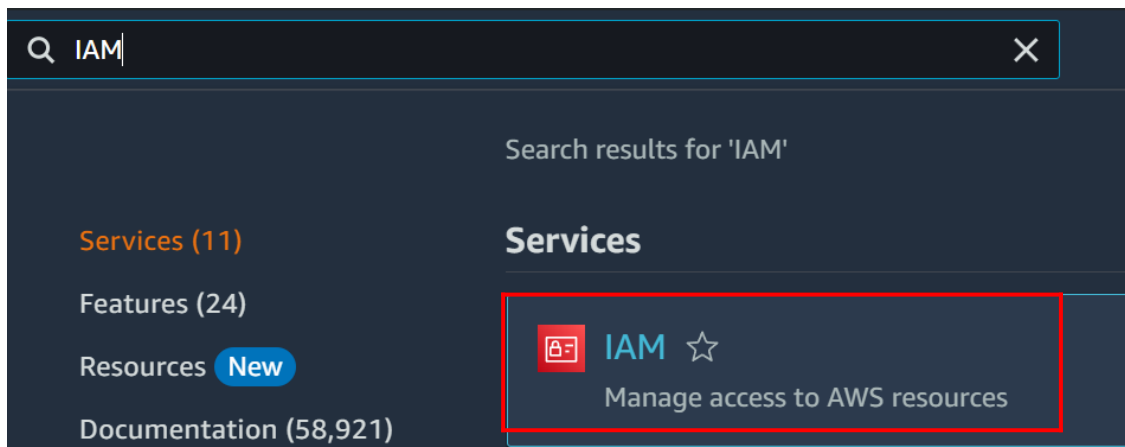 IAM
Search results for 'IAM'
Services (11)
Features (24)
Resources New
Documentation (58,921)
Services
IAM
Manage access to AWS resources